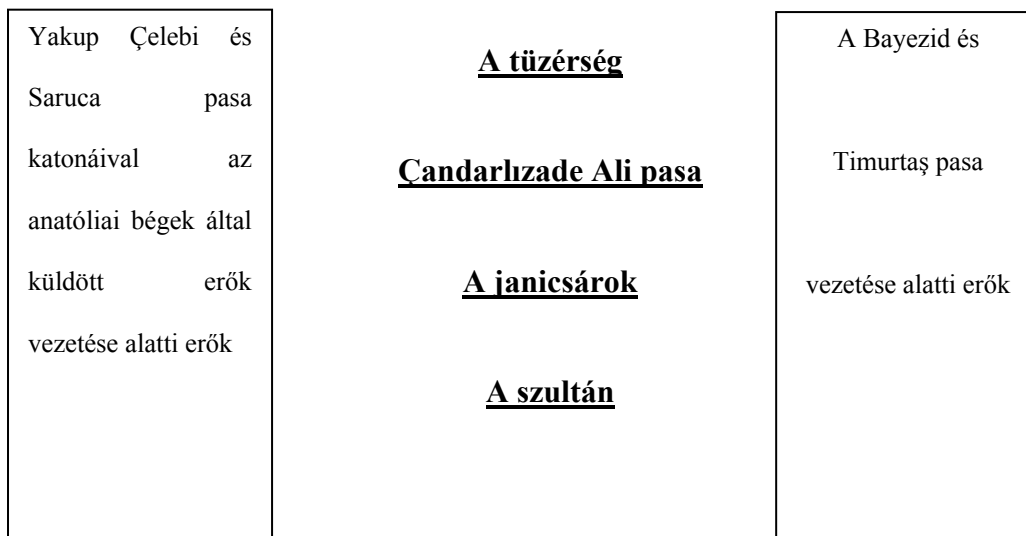 Yakup Çelebi és
Saruca pasa
katonáival az
anatóliai bégek által
küldött erők
vezetése alatti erők
A tüzérség
Çandarlızade Ali pasa
A janicsárok
A szultán
A Bayezid és
Timurtaş pasa
vezetése alatti erők